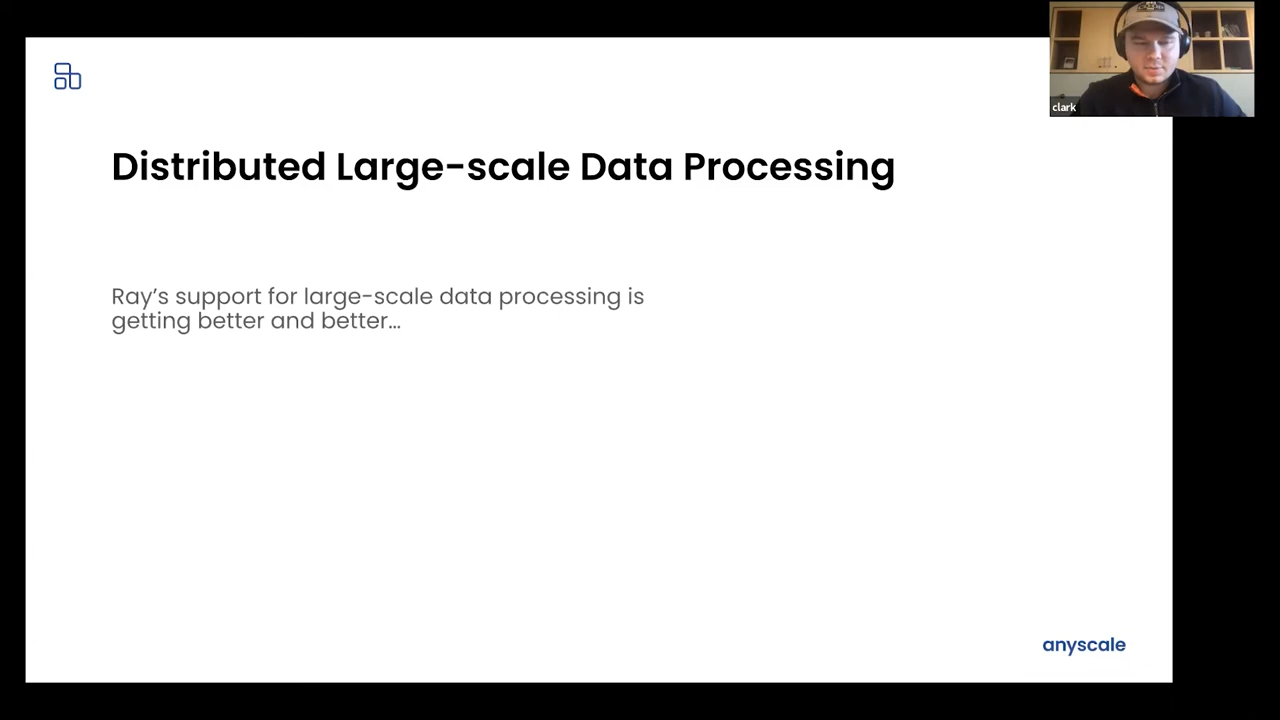 clark
Distributed Large-scale Data Processing
Ray’s support for large-scale data processing is
getting better and better…
anyscale